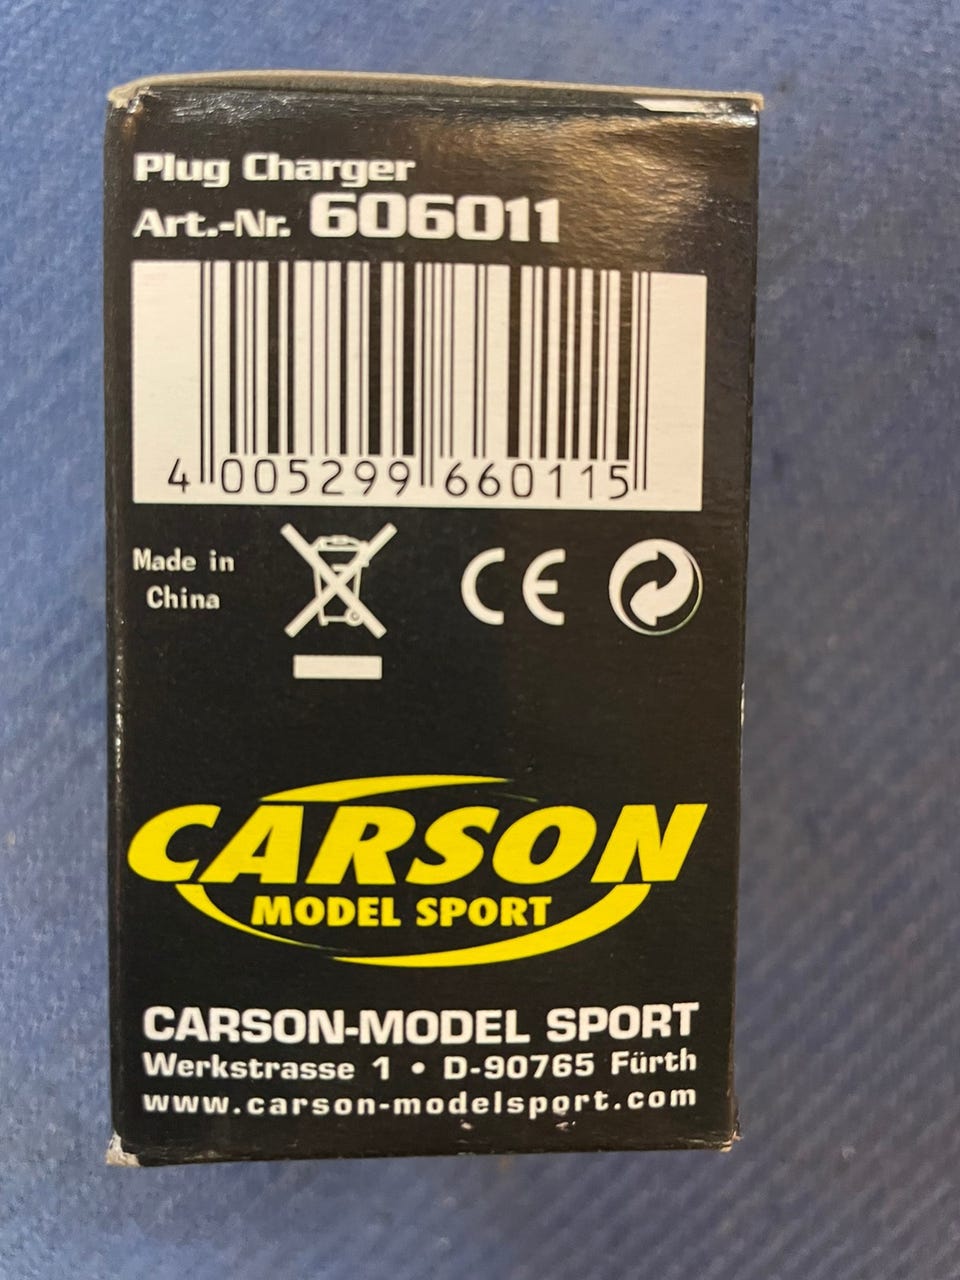 Plug Charger
Art.-Nr. 606011
4 005299 660115
Made in
China
CE
CARSON
MODEL SPORT
CARSON-MODEL SPORT
Werkstrasse 1 • D-90765 Fürth
www.carson-modelsport.com